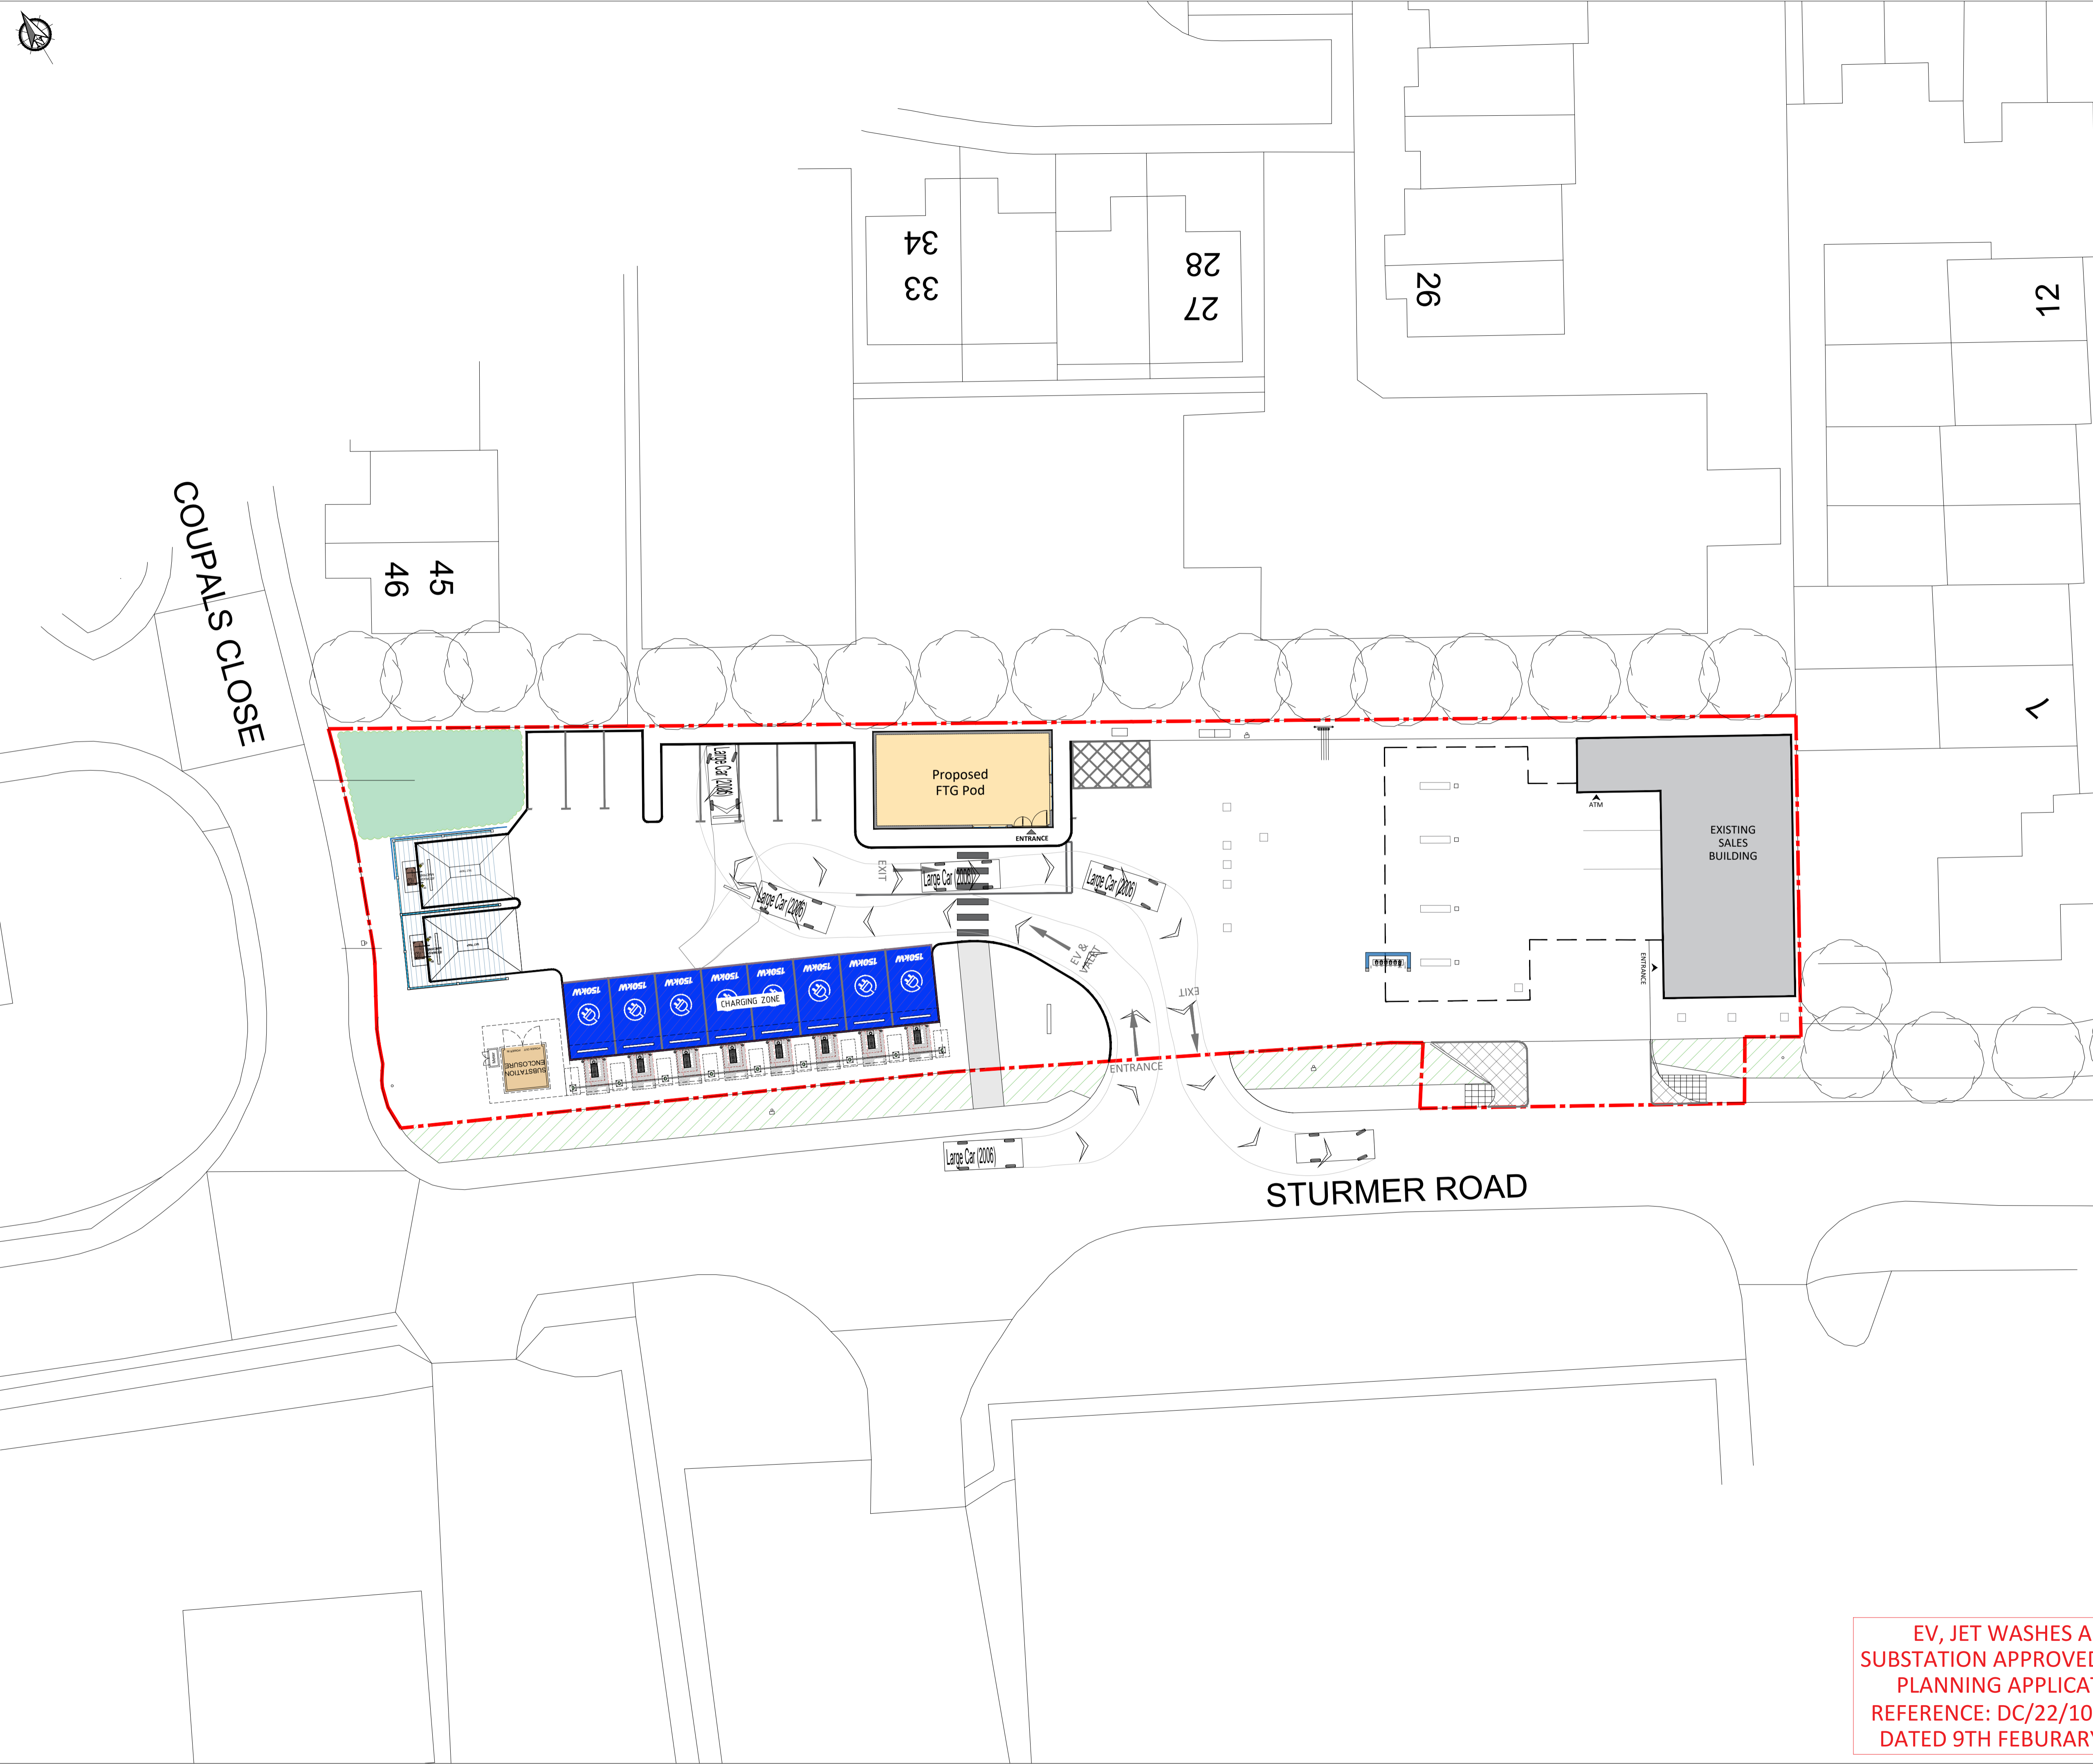 34
33
28
27
26
12
7
COUPALS CLOSE
46
45
Large Car (2006)
Proposed
FTG Pod
ENTRANCE
ATM
EXISTING
SALES
BUILDING
ENTRANCE
EXIT
Large Car (2006)
Large Car (2006)
Large Car (2006)
EV &
EXIT
150KW
150KW
150KW
150KW
150KW
150KW
150KW
150KW
CHARGING ZONE
SUBSTATION
ENCLOSURE
ENTRANCE
Large Car (2006)
STURMER ROAD
EV, JET WASHES A
SUBSTATION APPROVED
PLANNING APPLICAT
REFERENCE: DC/22/10
DATED 9TH FEBURARY